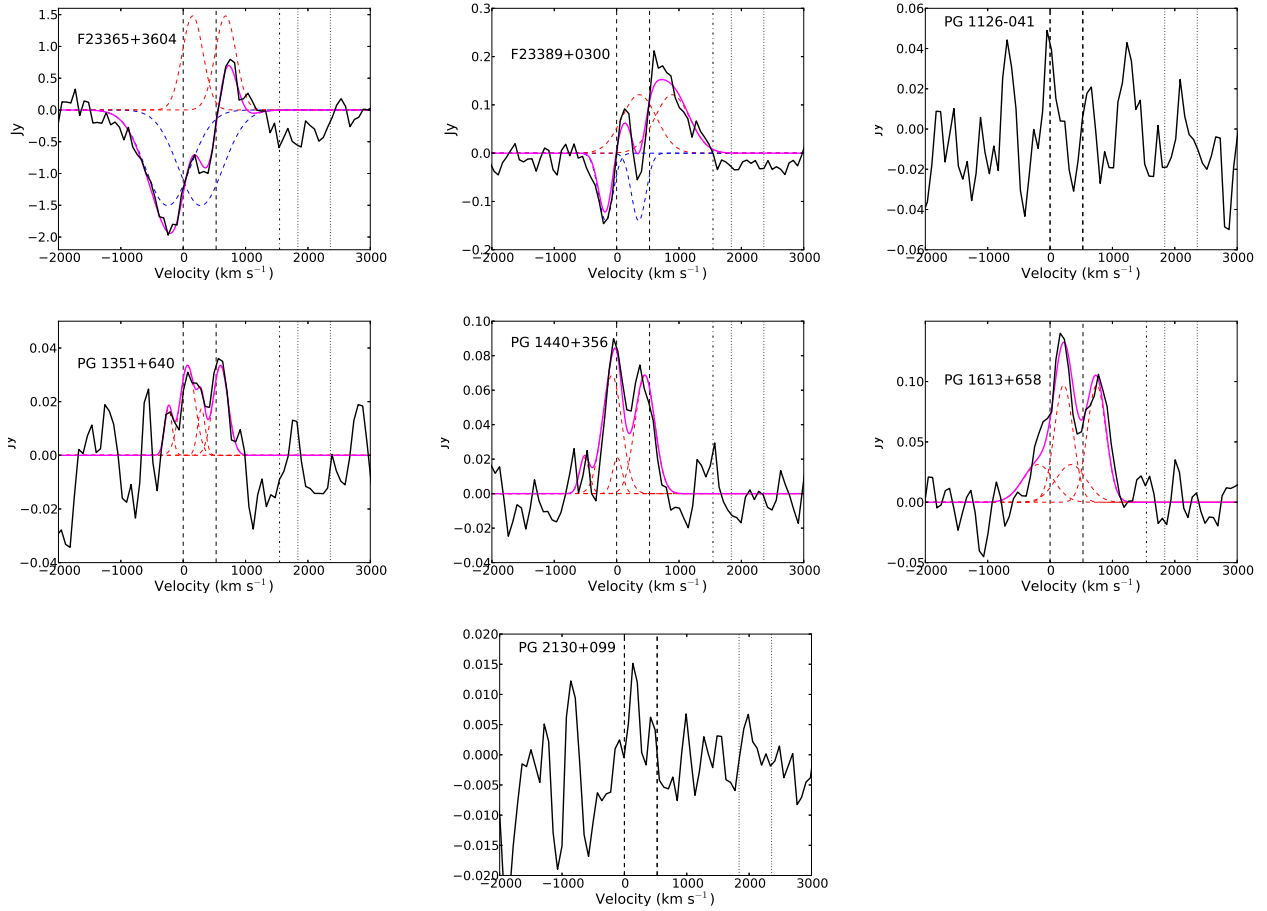 F23365+3604
1.5
1.0
0.5
0.0
−0.5
−1.0
−1.5
−2.0
Jy
−2000 −1000 0 1000 2000 3000
Velocity (km s−1)
F23389+0300
0.3
0.2
0.1
0.0
−0.1
−0.2
Jy
−2000 −1000 0 1000 2000 3000
Velocity (km s−1)
PG 1126-041
0.06
0.04
0.02
0.00
−0.02
−0.04
−0.06
Jy
−2000 −1000 0 1000 2000 3000
Velocity (km s−1)
PG 1351+640
0.04
0.02
0.00
−0.02
−0.04
Jy
−2000 −1000 0 1000 2000 3000
Velocity (km s−1)
PG 1440+356
0.10
0.08
0.06
0.04
0.02
0.00
−0.02
−0.04
Jy
−2000 −1000 0 1000 2000 3000
Velocity (km s−1)
PG 1613+658
0.10
0.05
0.00
−0.05
Jy
−2000 −1000 0 1000 2000 3000
Velocity (km s−1)
PG 2130+099
0.020
0.015
0.010
0.005
0.000
−0.005
−0.010
−0.015
−0.020
Jy
−2000 −1000 0 1000 2000 3000
Velocity (km s−1)